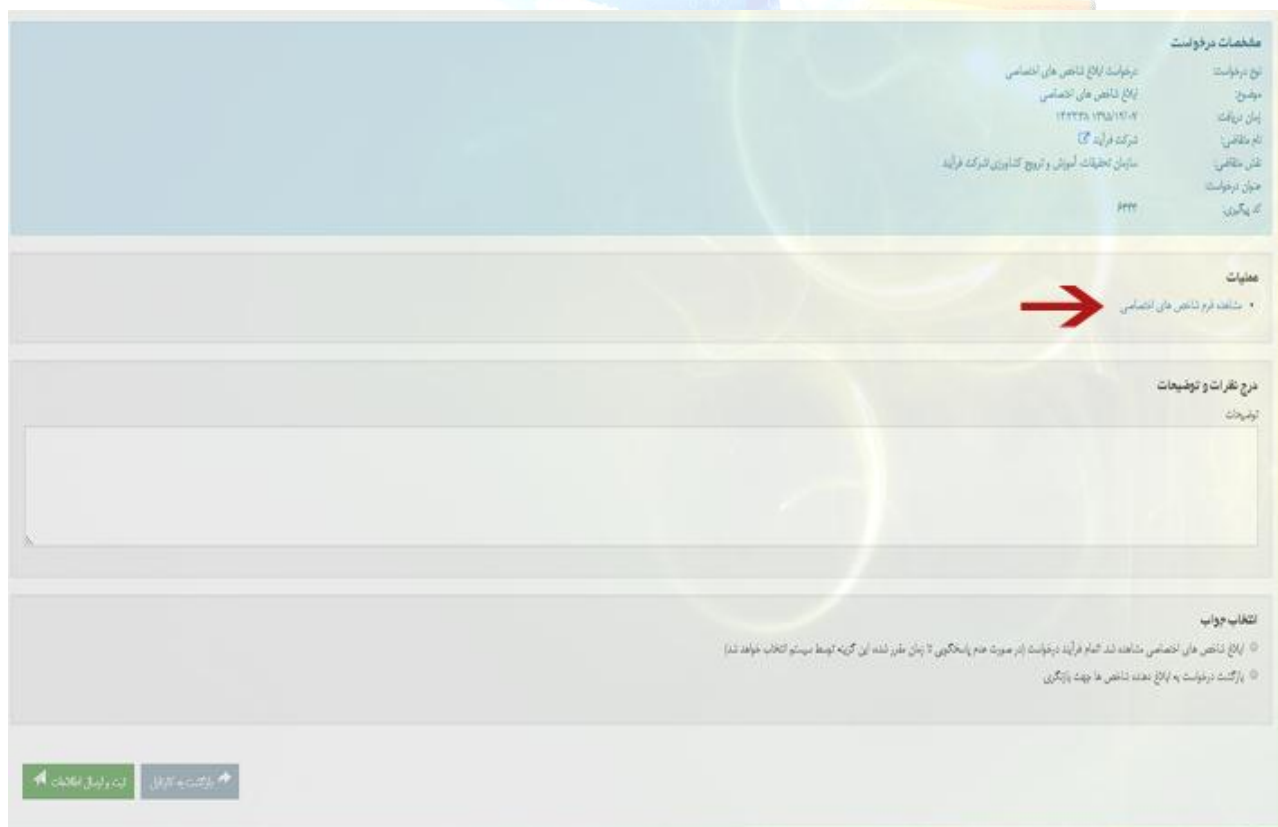 مشخصات درخواست
نوع درخواست: درخواست ابلاغ شاخص های اختصاصی
موضوع: ابلاغ شاخص های اختصاصی
زمان دریافت: ۱۳۹۵/۱۲/۰۷
نام متقاضی: شرکت فرآیند
نقش متقاضی: سازمان تحقیقات، آموزش و ترویج کشاورزی/شرکت فرآیند
عنوان درخواست:
کد پیگیری:
عملیات
• مشاهده فرم شاخص های اختصاصی
درج نظرات و توضیحات
توضیحات
انتخاب جواب
ابلاغ شاخص های اختصاصی مشاهده شد. اتمام فرآیند درخواست (در صورت عدم پاسخگویی تا زمان مقرر شده، این گزینه توسط سیستم انتخاب خواهد شد)
بازگشت درخواست به ابلاغ دهنده شاخص ها جهت بازنگری
بازگشت به کارتابل
ثبت و ارسال اطلاعات